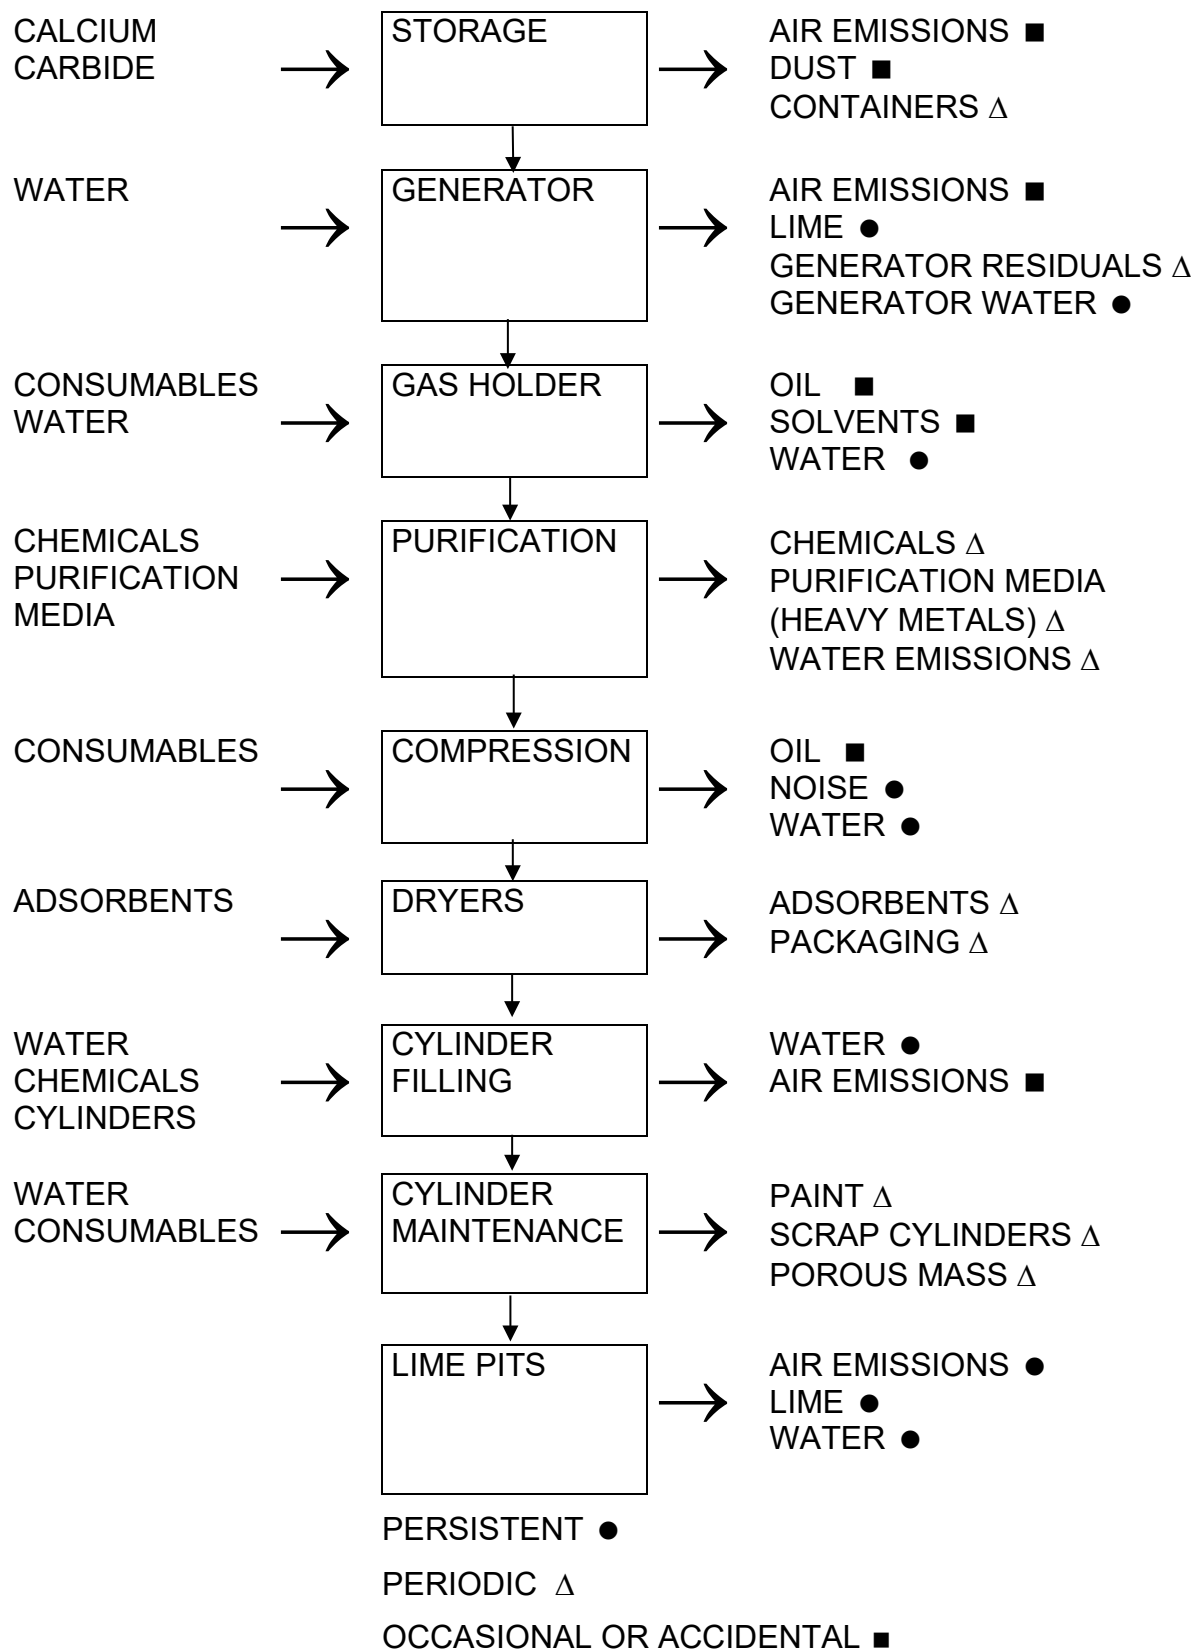 CALCIUM
CARBIDE
STORAGE
AIR EMISSIONS ■
DUST ■
CONTAINERS Δ
WATER
GENERATOR
AIR EMISSIONS ■
LIME ●
GENERATOR RESIDUALS Δ
GENERATOR WATER ●
CONSUMABLES
WATER
GAS HOLDER
OIL ■
SOLVENTS ■
WATER ●
CHEMICALS
PURIFICATION
MEDIA
PURIFICATION
CHEMICALS Δ
PURIFICATION MEDIA
(HEAVY METALS) Δ
WATER EMISSIONS Δ
CONSUMABLES
COMPRESSION
OIL ■
NOISE ●
WATER ●
ADSORBENTS
DRYERS
ADSORBENTS Δ
PACKAGING Δ
WATER
CHEMICALS
CYLINDERS
CYLINDER
FILLING
WATER ●
AIR EMISSIONS ■
WATER
CONSUMABLES
CYLINDER
MAINTENANCE
PAINT Δ
SCRAP CYLINDERS Δ
POROUS MASS Δ
LIME PITS
AIR EMISSIONS ●
LIME ●
WATER ●
PERSISTENT ●
PERIODIC Δ
OCCASIONAL OR ACCIDENTAL ■